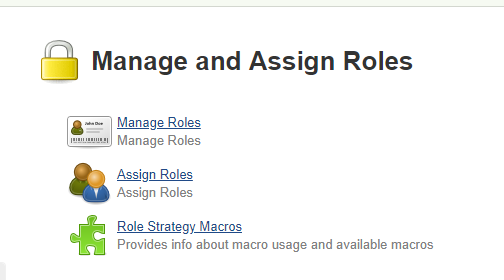 Manage and Assign Roles
John Doe
Manage Roles
Manage Roles
Assign Roles
Assign Roles
Role Strategy Macros
Provides info about macro usage and available macros